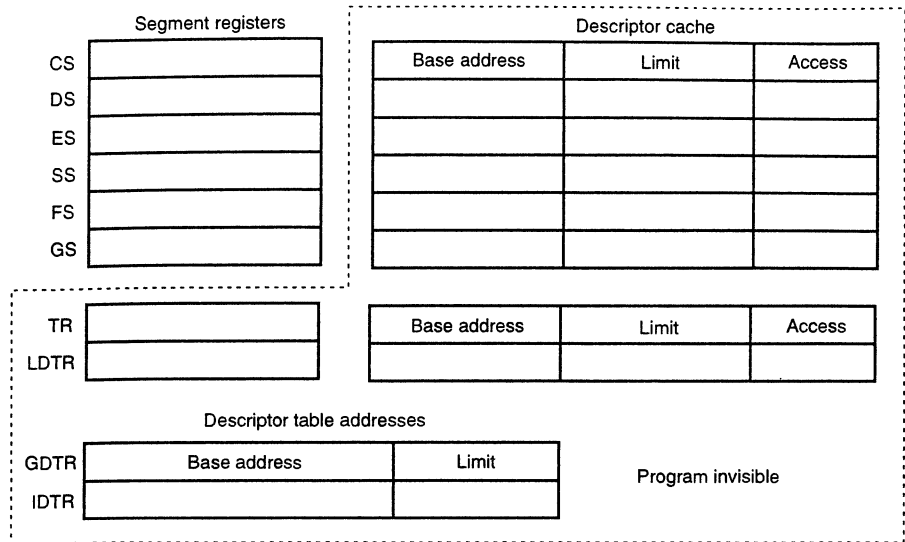 Segment registers
Descriptor cache
CS
Base address Limit Access
DS
ES
SS
FS
GS
TR
Base address Limit Access
LDTR
Descriptor table addresses
GDTR Base address Limit
Program invisible
IDTR